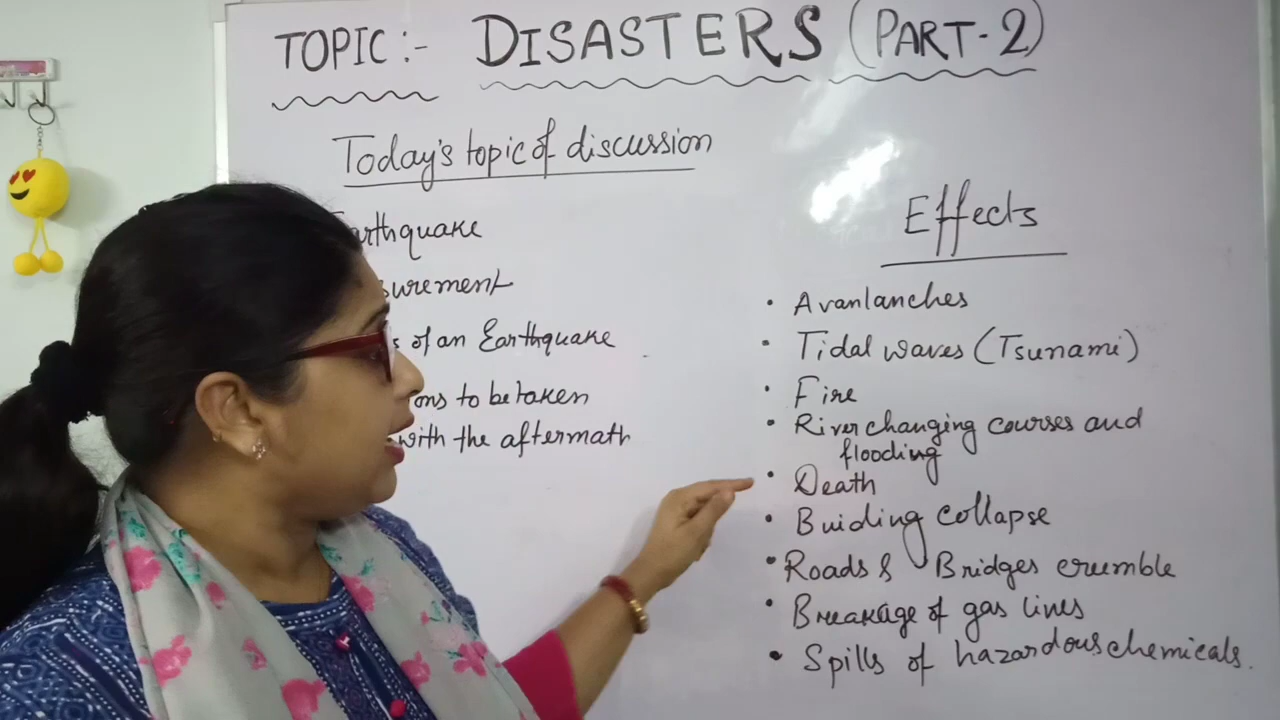 TOPIC :- DISASTERS (PART-2)
Today's topic of discussion
arthquake
surement
s of an Earthquake
ons to be taken
with the aftermath
Effects
• Avanlanches
• Tidal waves (Tsunami)
• Fire
• River changing courses and
flooding
• Death
• Buiding collapse
• Roads & Bridges crumble
• Breakage of gas lines
• Spills of hazardous chemicals.